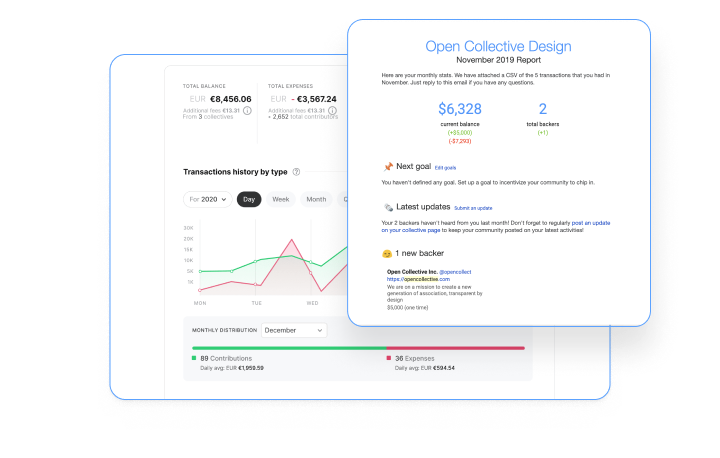 Open Collective Design
November 2019 Report
Here are your monthly stats. We have attached a CSV of the 5 transactions that you had in
November. Just reply to this email if you have any questions.
$6,328
2
current balance
total backers
(+$5,000)
(+1)
(-$7,293)
Next goal Edit goals
You haven't defined any goal. Set up a goal to incentivize your community to chip in.
Latest updates Submit an update
Your 2 backers haven't heard from you last month! Don't forget to regularly post an update
on your collective page to keep your community posted on your latest activities!
1 new backer
Open Collective Inc. @opencollect
https://opencollective.com
We are on a mission to create a new
generation of association, transparent by
design
$5,000 (one time)
TOTAL BALANCE
TOTAL EXPENSES
EUR €8,456.06
EUR - €3,567.24
Additional fees €13.31
Additional fees €13.31
From 3 collectives
• 2,652 total contributors
Transactions history by type
For 2020
Day
Week
Month
20K
15K
10K
5K
1K
MON
TUE
WED
MONTHLY DISTRIBUTION
December
89 Contributions
36 Expenses
Daily avg: EUR €1,959.59
Daily avg: EUR €594.54